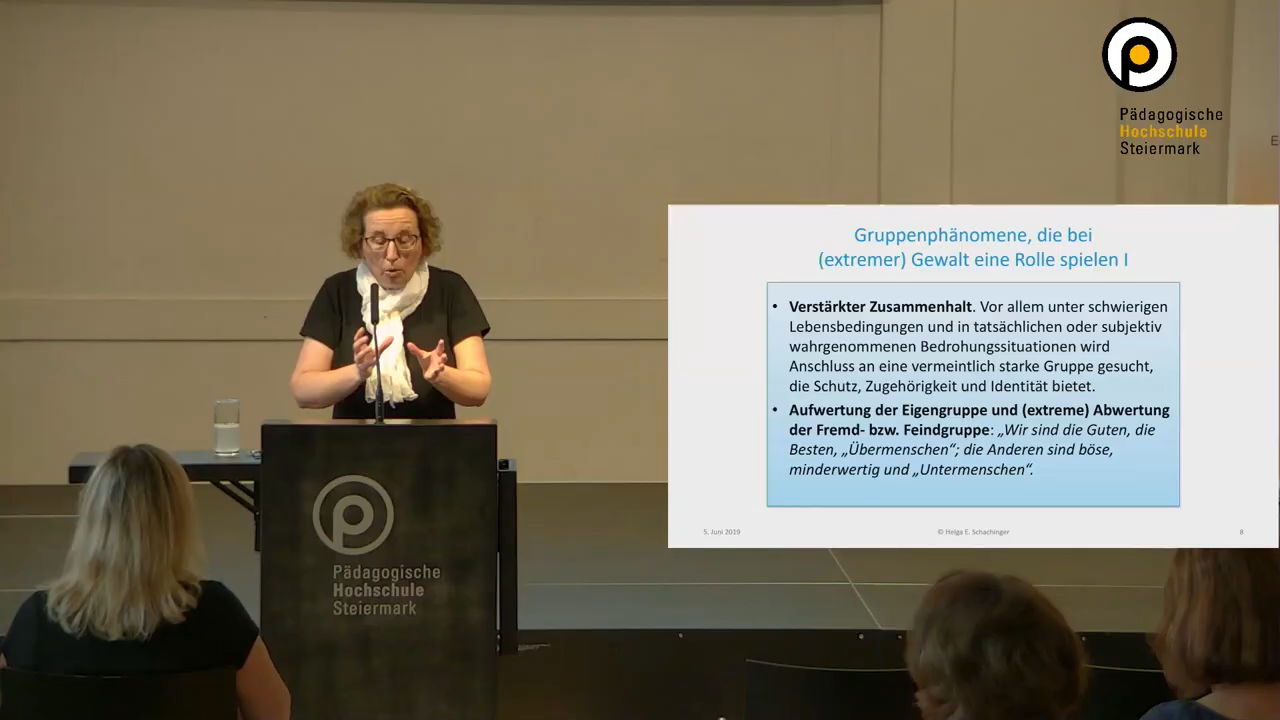 Pädagogische
Hochschule
Steiermark
Gruppenphänomene, die bei
(extremer) Gewalt eine Rolle spielen I
• Verstärkter Zusammenhalt. Vor allem unter schwierigen
Lebensbedingungen und in tatsächlichen oder subjektiv
wahrgenommenen Bedrohungssituationen wird
Anschluss an eine vermeintlich starke Gruppe gesucht,
die Schutz, Zugehörigkeit und Identität bietet.
• Aufwertung der Eigengruppe und (extreme) Abwertung
der Fremd- bzw. Feindgruppe: „Wir sind die Guten, die
Besten, „Übermenschen“; die Anderen sind böse,
minderwertig und „Untermenschen“.
5. Juni 2019
© Helga E. Schachinger
8
Pädagogische
Hochschule
Steiermark